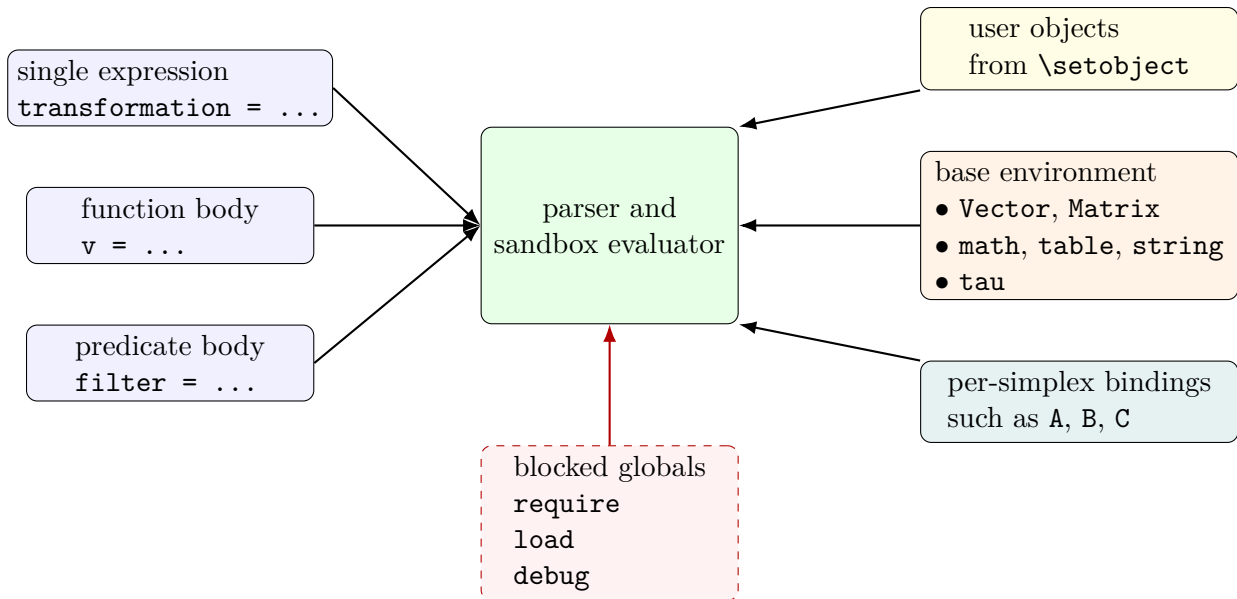 single expression
transformation = ...
function body
v = ...
predicate body
filter = ...
parser and
sandbox evaluator
blocked globals
require
load
debug
user objects
from \setobject
base environment
• Vector, Matrix
• math, table, string
• tau
per-simplex bindings
such as A, B, C